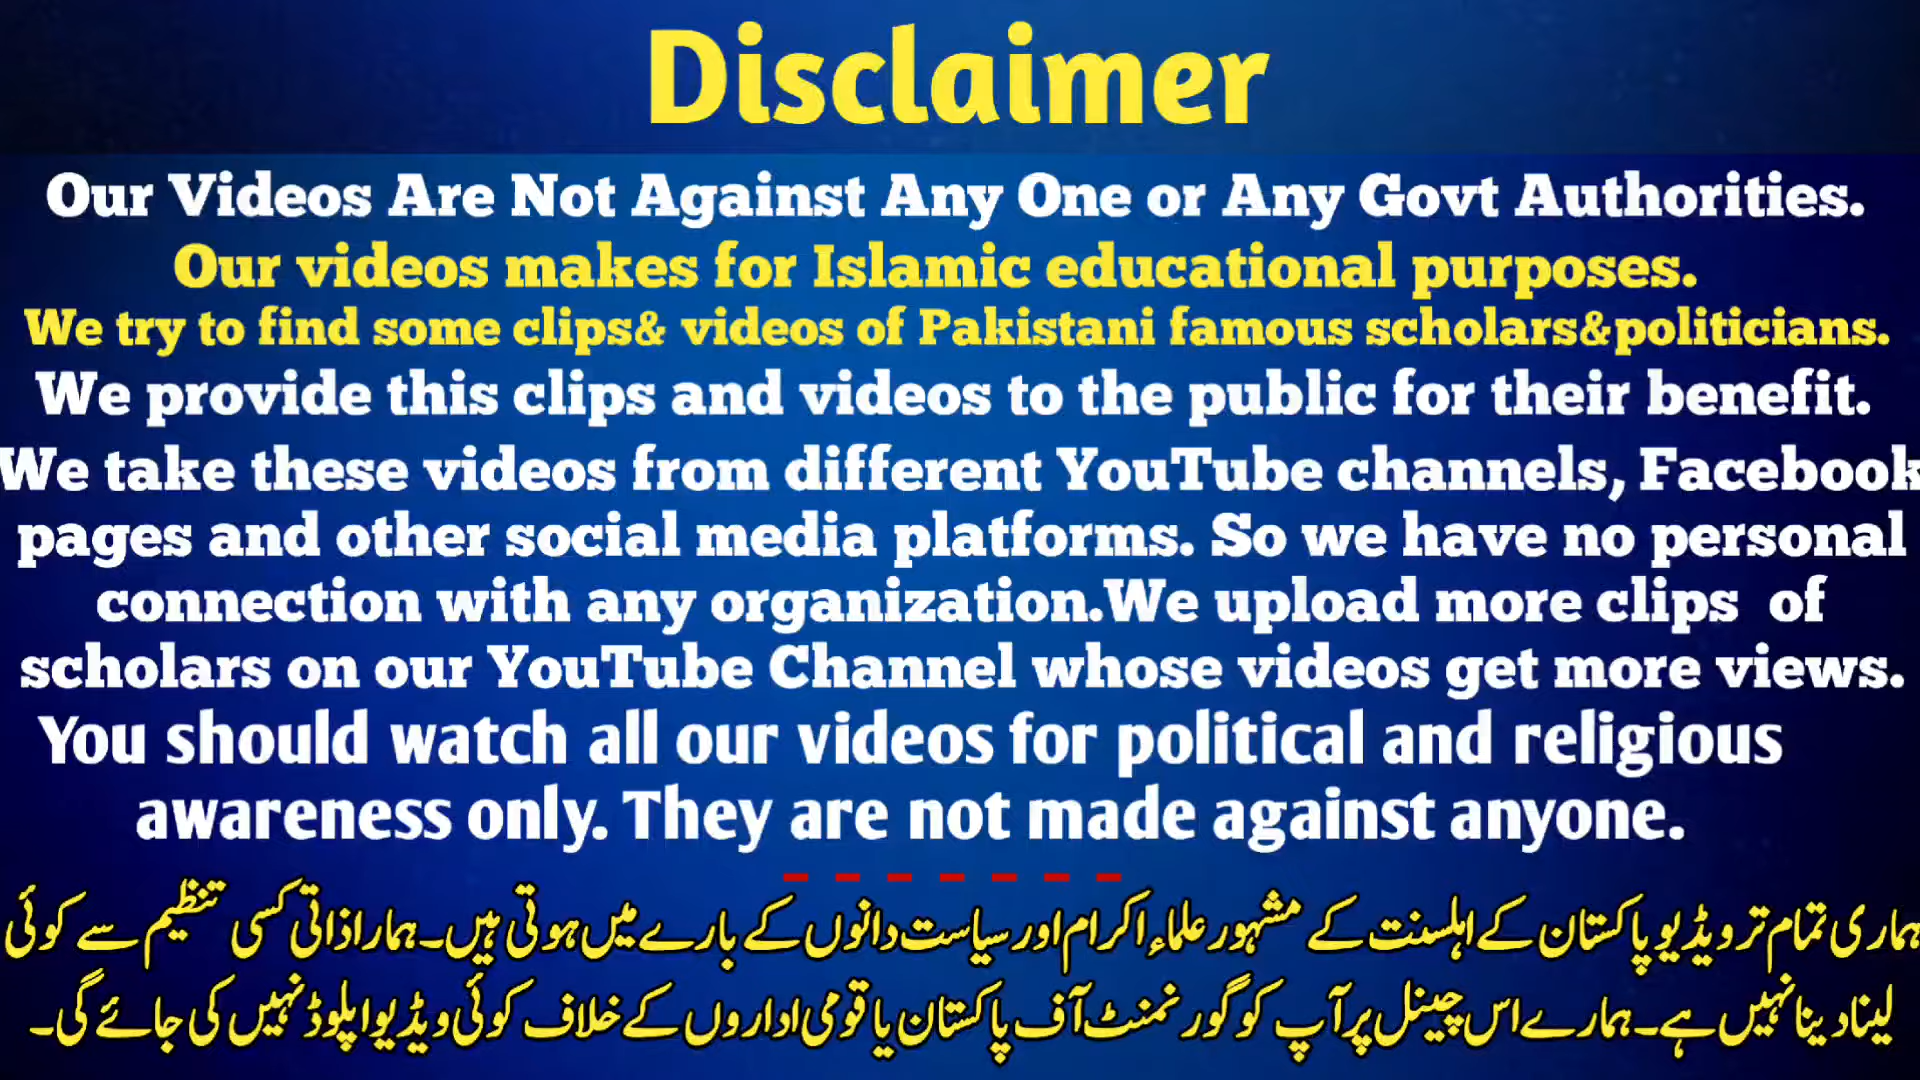 Disclaimer
Our Videos Are Not Against Any One or Any Govt Authorities.
Our videos makes for Islamic educational purposes.
We try to find some clips& videos of Pakistani famous scholars&politicians.
We provide this clips and videos to the public for their benefit.
We take these videos from different YouTube channels, Facebook
pages and other social media platforms. So we have no personal
connection with any organization.We upload more clips of
scholars on our YouTube Channel whose videos get more views.
You should watch all our videos for political and religious
awareness only. They are not made against anyone.
ہماری تمام تر ویڈیو پاکستان کے اہلسنت کے مشہور علماء اکرام اور سیاست دانوں کے بارے میں ہوتی ہیں۔ ہمارا ذاتی کسی تنظیم سے کوئی
لینا دینا نہیں ہے۔ ہمارے اس چینل پر آپ کو گورنمنٹ آف پاکستان یا قومی اداروں کے خلاف کوئی ویڈیو اپلوڈ نہیں کی جائے گی۔